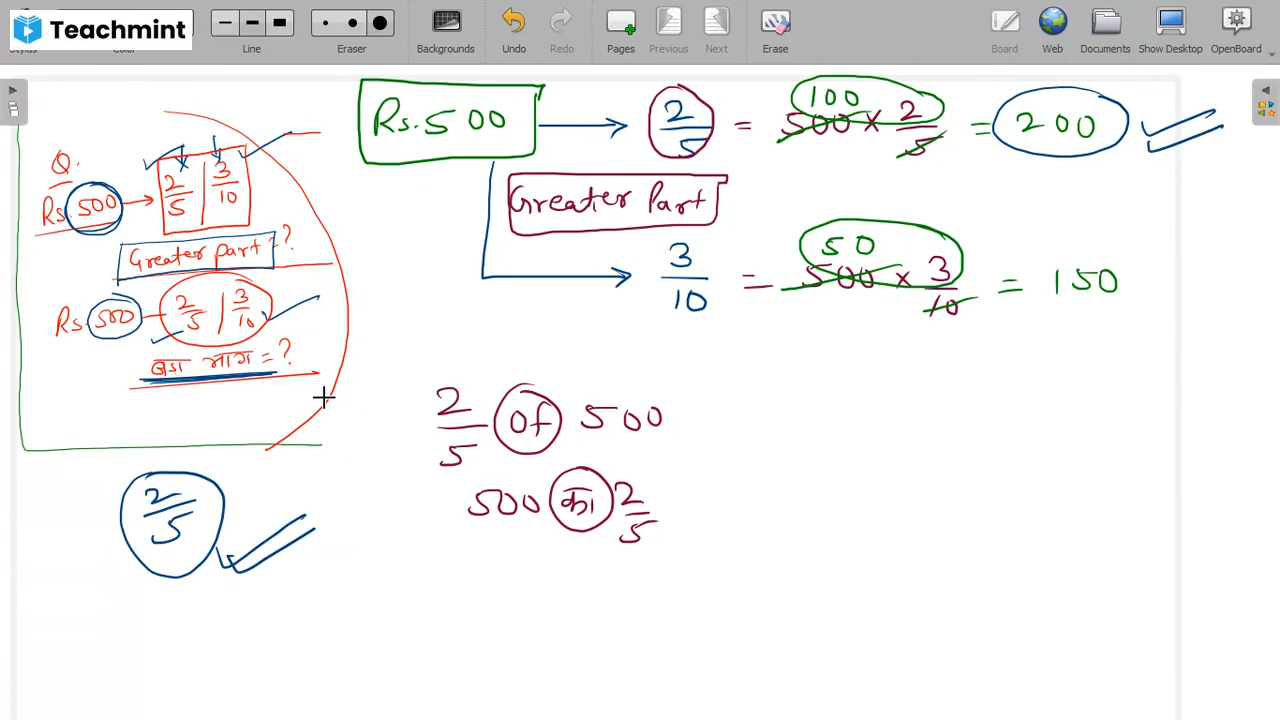 Teachmint
Line
Eraser
Backgrounds
Undo
Redo
Pages
Previous
Next
Erase
Board
Web
Documents
Show Desktop
OpenBoard
Q.
Rs. 500 → 2/5 | 3/10
Greater part = ?
Rs. 500 — 2/5 | 3/10
बड़ा भाग = ?
2/5
Rs. 500 → 2/5 = 500 × 2/5 = 200
100
Greater Part
3/10 = 500 × 3/10 = 150
50
2/5 of 500
500 का 2/5